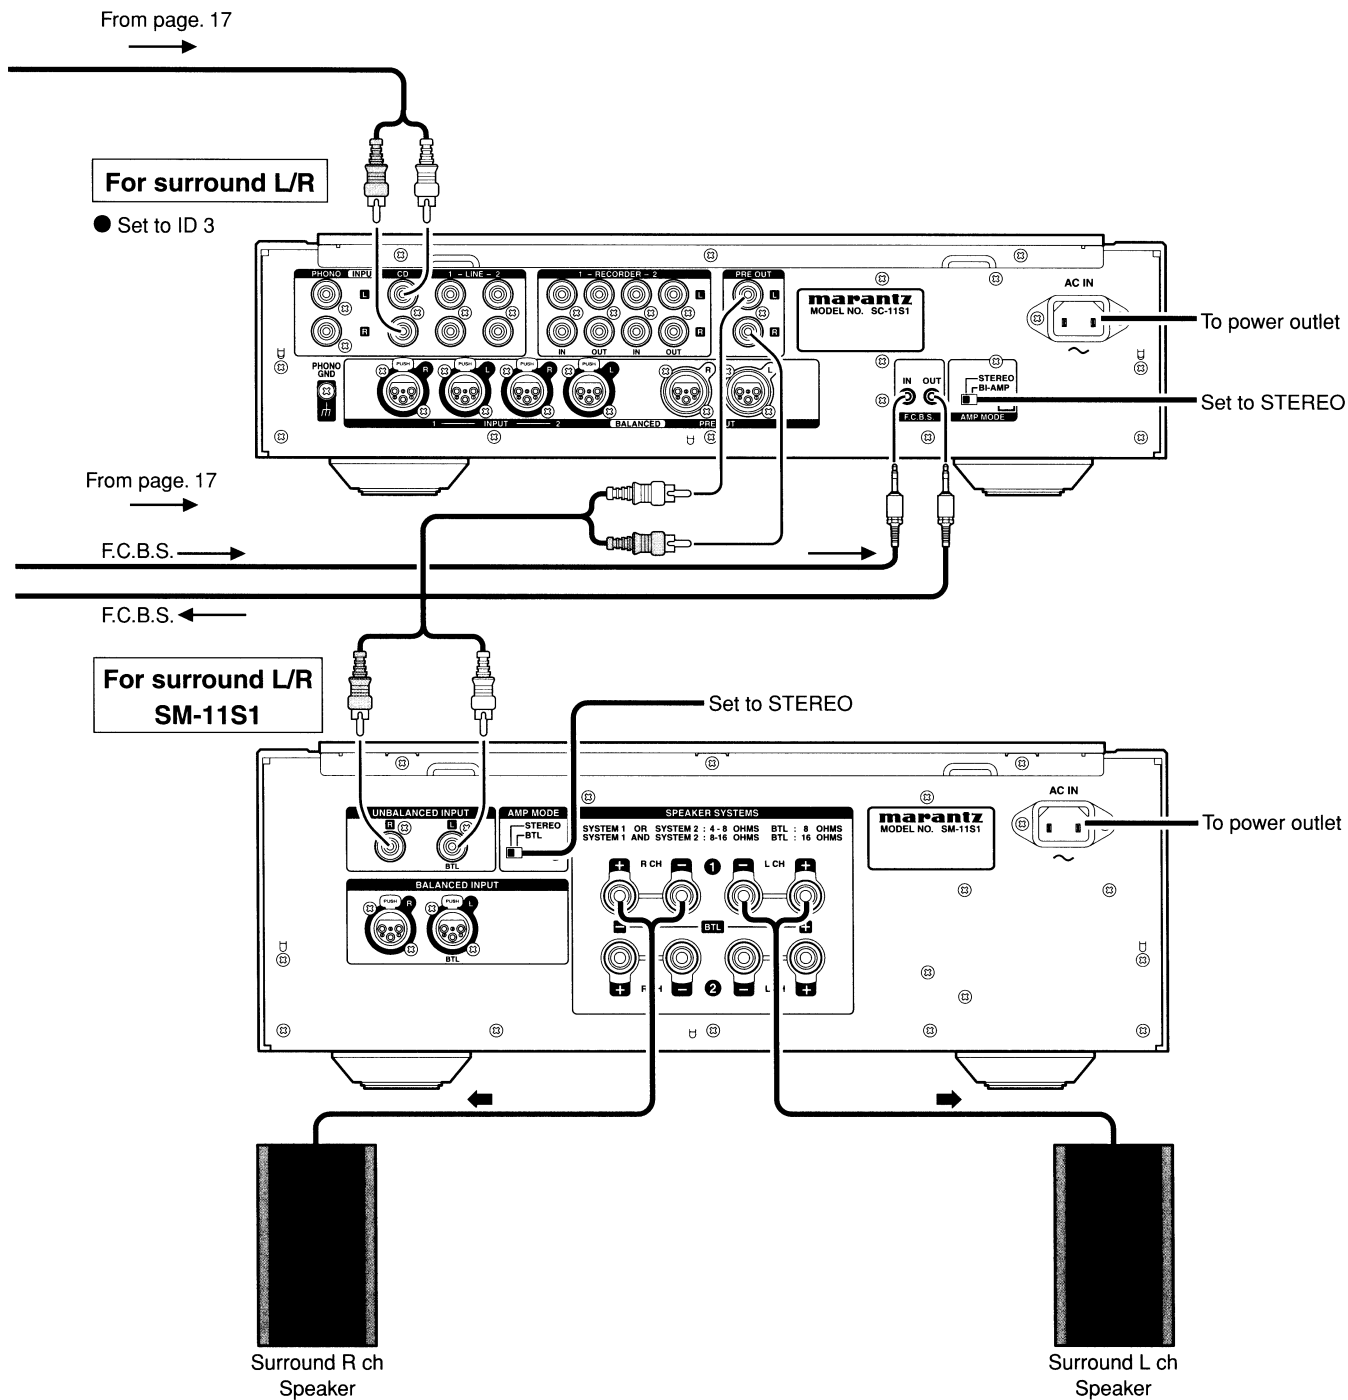 From page. 17
For surround L/R
● Set to ID 3
PHONO INPUT CD 1 – LINE – 2
1 – RECORDER – 2
PRE OUT
L
L
L
R
R
R
IN OUT IN OUT
marantz
MODEL NO. SC-11S1
AC IN
To power outlet
PHONO
GND
PUSH R PUSH L PUSH R PUSH L
R L
1 INPUT 2 BALANCED
IN OUT
F.C.B.S.
STEREO
BI-AMP
AMP MODE
Set to STEREO
From page. 17
F.C.B.S.
F.C.B.S.
For surround L/R
SM-11S1
Set to STEREO
UNBALANCED INPUT
R L
BTL
AMP MODE
STEREO
BTL
SPEAKER SYSTEMS
SYSTEM 1 OR SYSTEM 2 : 4-8 OHMS BTL : 8 OHMS
SYSTEM 1 AND SYSTEM 2 : 8-16 OHMS BTL : 16 OHMS
marantz
MODEL NO. SM-11S1
AC IN
To power outlet
+ R CH – 1 – L CH +
BALANCED INPUT
PUSH R PUSH L
BTL
– BTL +
+ – 2 – +
Surround R ch
Speaker
Surround L ch
Speaker